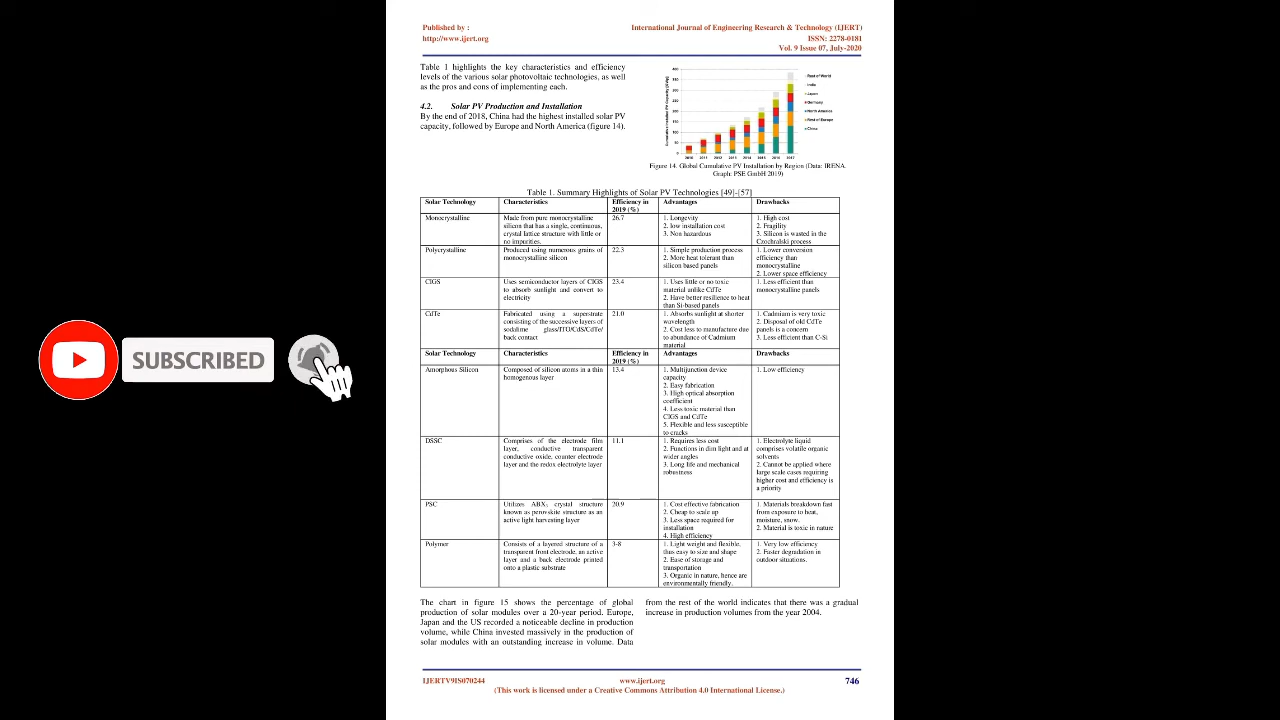 Published by :
http://www.ijert.org
International Journal of Engineering Research & Technology (IJERT)
ISSN: 2278-0181
Vol. 9 Issue 07, July-2020
Table 1 highlights the key characteristics and efficiency
levels of the various solar photovoltaic technologies, as well
as the pros and cons of implementing each.
4.2. Solar PV Production and Installation
By the end of 2018, China had the highest installed solar PV
capacity, followed by Europe and North America (figure 14).
400
350
300
250
200
150
100
50
0
2010 2011 2012 2013 2014 2015 2016 2017
Rest of World
India
Japan
Germany
North America
Rest of Europe
China
Figure 14. Global Cumulative PV Installation by Region (Data: IRENA.
Graph: PSE GmbH 2019)
Table 1. Summary Highlights of Solar PV Technologies [49]-[57]
Solar Technology Characteristics Efficiency in Advantages Drawbacks
2019 (%)
Monocrystalline Made from pure monocrystalline 26.7 1. Longevity 1. High cost
silicon that has a single, continuous, 2. low installation cost 2. Fragility
crystal lattice structure with little or 3. Non hazardous 3. Silicon is wasted in the
no impurities. Czochralski process
Polycrystalline Produced using numerous grains of 22.3 1. Simple production process 1. Lower conversion
monocrystalline silicon 2. More heat tolerant than efficiency than
silicon based panels monocrystalline
2. Lower space efficiency
CIGS Uses semiconductor layers of CIGS 23.4 1. Uses little or no toxic 1. Less efficient than
to absorb sunlight and convert to material unlike CdTe monocrystalline panels
electricity 2. Have better resilience to heat
than Si-based panels
CdTe Fabricated using a superstrate 21.0 1. Absorbs sunlight at shorter 1. Cadmium is very toxic
consisting of the successive layers of wavelength 2. Disposal of old CdTe
sodalime glass/ITO/CdS/CdTe/ 2. Cost less to manufacture due panels is a concern
back contact to abundance of Cadmium 3. Less efficient than C-Si
material
Solar Technology Characteristics Efficiency in Advantages Drawbacks
2019 (%)
Amorphous Silicon Composed of silicon atoms in a thin 13.4 1. Multijunction device 1. Low efficiency
homogenous layer capacity
2. Easy fabrication
3. High optical absorption
coefficient
4. Less toxic material than
CIGS and CdTe
5. Flexible and less susceptible
to cracks
DSSC Comprises of the electrode film 11.1 1. Requires less cost 1. Electrolyte liquid
layer, conductive transparent 2. Functions in dim light and at comprises volatile organic
conductive oxide, counter electrode wider angles solvents
layer and the redox electrolyte layer 3. Long life and mechanical 2. Cannot be applied where
robustness large scale cases requiring
higher cost and efficiency is
a priority
PSC Utilizes ABX3 crystal structure 20.9 1. Cost effective fabrication 1. Materials breakdown fast
known as perovskite structure as an 2. Cheap to scale up from exposure to heat,
active light harvesting layer 3. Less space required for moisture, snow.
installation 2. Material is toxic in nature
4. High efficiency
Polymer Consists of a layered structure of a 3-8 1. Light weight and flexible, 1. Very low efficiency
transparent front electrode, an active thus easy to size and shape 2. Faster degradation in
layer and a back electrode printed 2. Ease of storage and outdoor situations.
onto a plastic substrate transportation
3. Organic in nature, hence are
environmentally friendly.
The chart in figure 15 shows the percentage of global
production of solar modules over a 20-year period. Europe,
Japan and the US recorded a noticeable decline in production
volume, while China invested massively in the production of
solar modules with an outstanding increase in volume. Data
from the rest of the world indicates that there was a gradual
increase in production volumes from the year 2004.
IJERTV9IS070244
www.ijert.org
746
(This work is licensed under a Creative Commons Attribution 4.0 International License.)
SUBSCRIBED